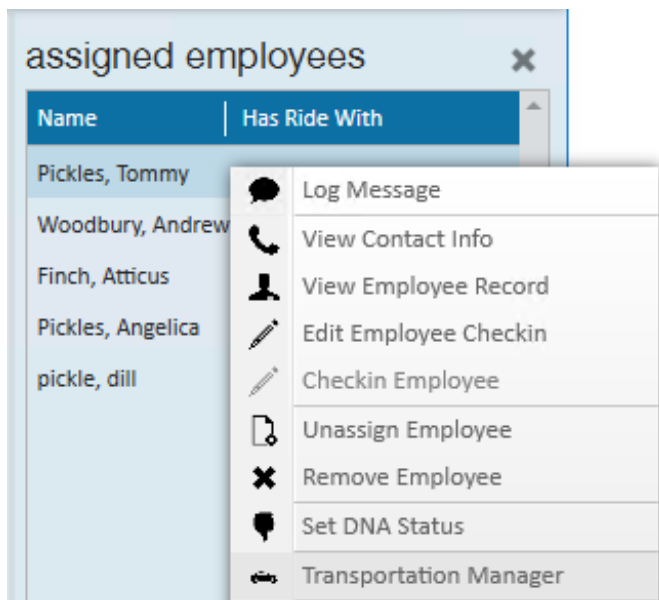 assigned employees
Name Has Ride With
Pickles, Tommy
Woodbury, Andrew
Finch, Atticus
Pickles, Angelica
pickle, dill
Log Message
View Contact Info
View Employee Record
Edit Employee Checkin
Checkin Employee
Unassign Employee
Remove Employee
Set DNA Status
Transportation Manager